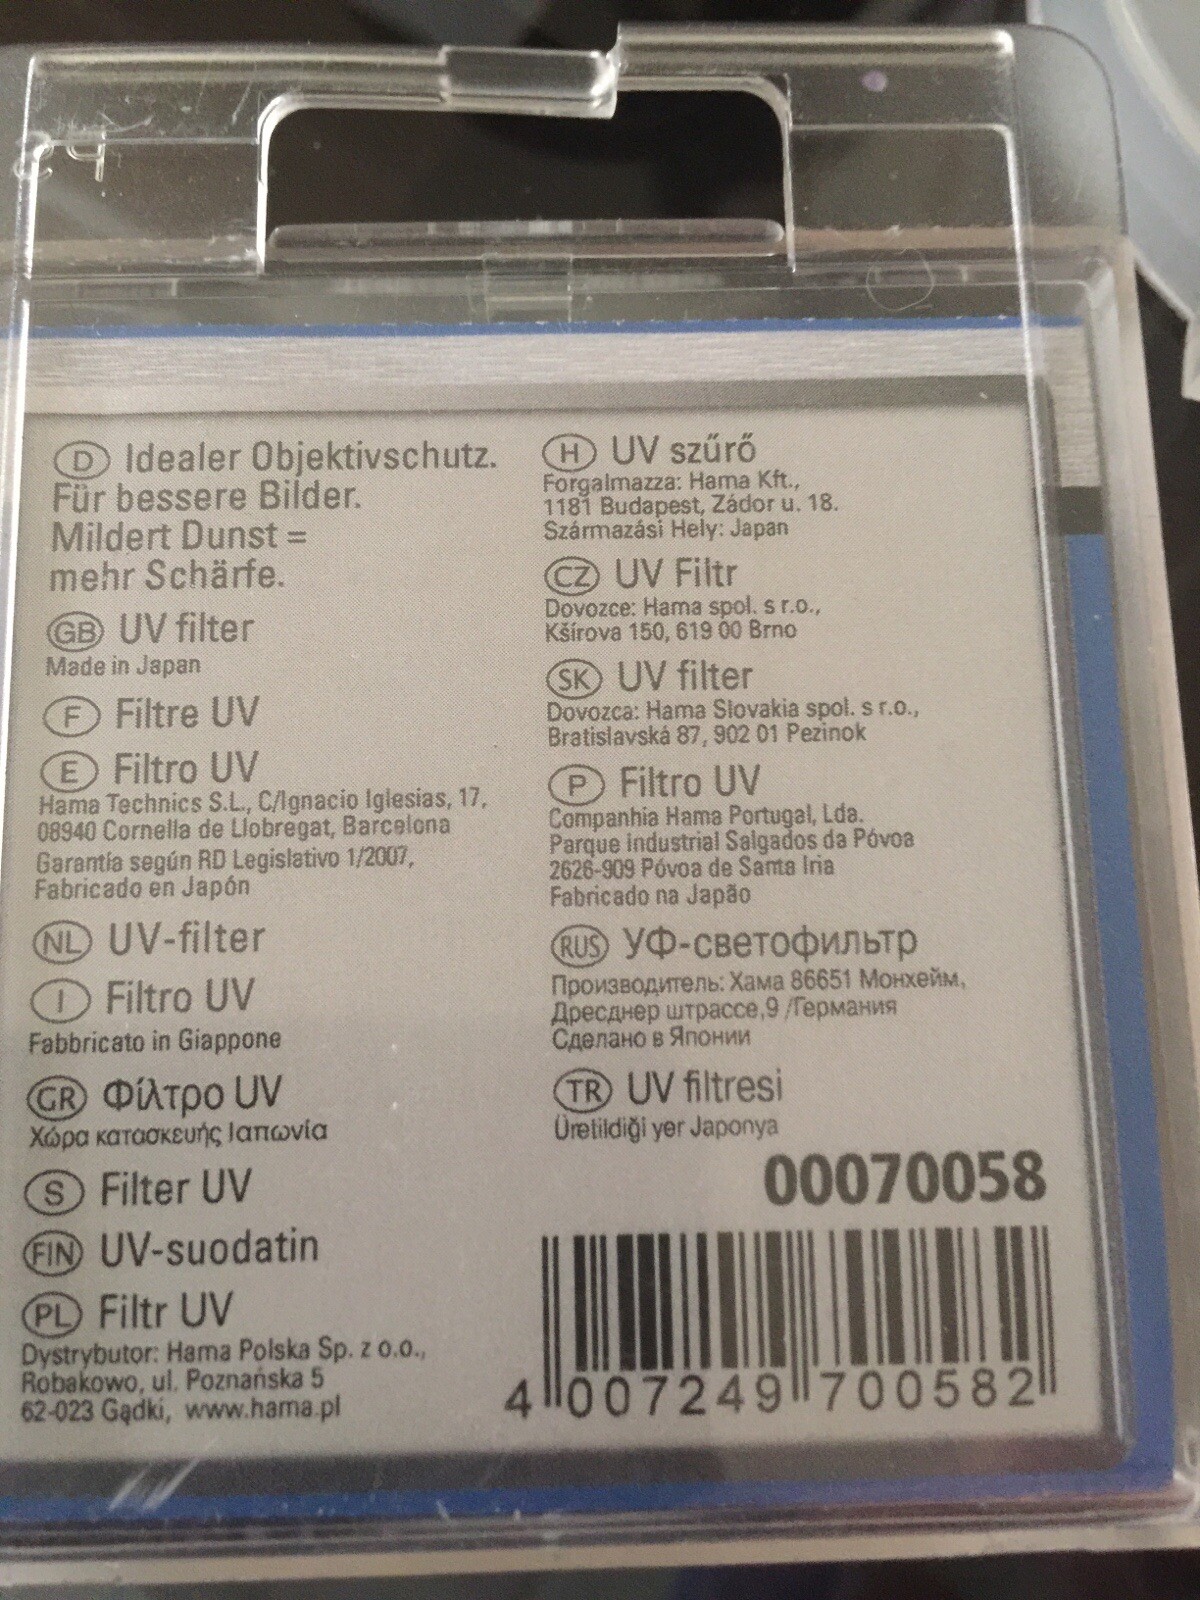 D Idealer Objektivschutz.
Für bessere Bilder.
Mildert Dunst =
mehr Schärfe.
GB UV filter
Made in Japan
F Filtre UV
E Filtro UV
Hama Technics S.L., C/Ignacio Iglesias, 17,
08940 Cornella de Llobregat, Barcelona
Garantía según RD Legislativo 1/2007,
Fabricado en Japón
NL UV-filter
I Filtro UV
Fabbricato in Giappone
GR Φίλτρο UV
Χώρα κατασκευής Ιαπωνία
S Filter UV
FIN UV-suodatin
PL Filtr UV
Dystrybutor: Hama Polska Sp. z o.o.,
Robakowo, ul. Poznańska 5
62-023 Gądki, www.hama.pl
H UV szűrő
Forgalmazza: Hama Kft.,
1181 Budapest, Zádor u. 18.
Származási Hely: Japan
CZ UV Filtr
Dovozce: Hama spol. s r.o.,
Kšírova 150, 619 00 Brno
SK UV filter
Dovozca: Hama Slovakia spol. s r.o.,
Bratislavská 87, 902 01 Pezinok
P Filtro UV
Companhia Hama Portugal, Lda.
Parque industrial Salgados da Póvoa
2626-909 Póvoa de Santa Iria
Fabricado na Japão
RUS УФ-светофильтр
Производитель: Хама 86651 Монхейм,
Дреcднер штрассе,9 /Германия
Сделано в Японии
TR UV filtresi
Üretildiği yer Japonya
00070058
4 007249 700582